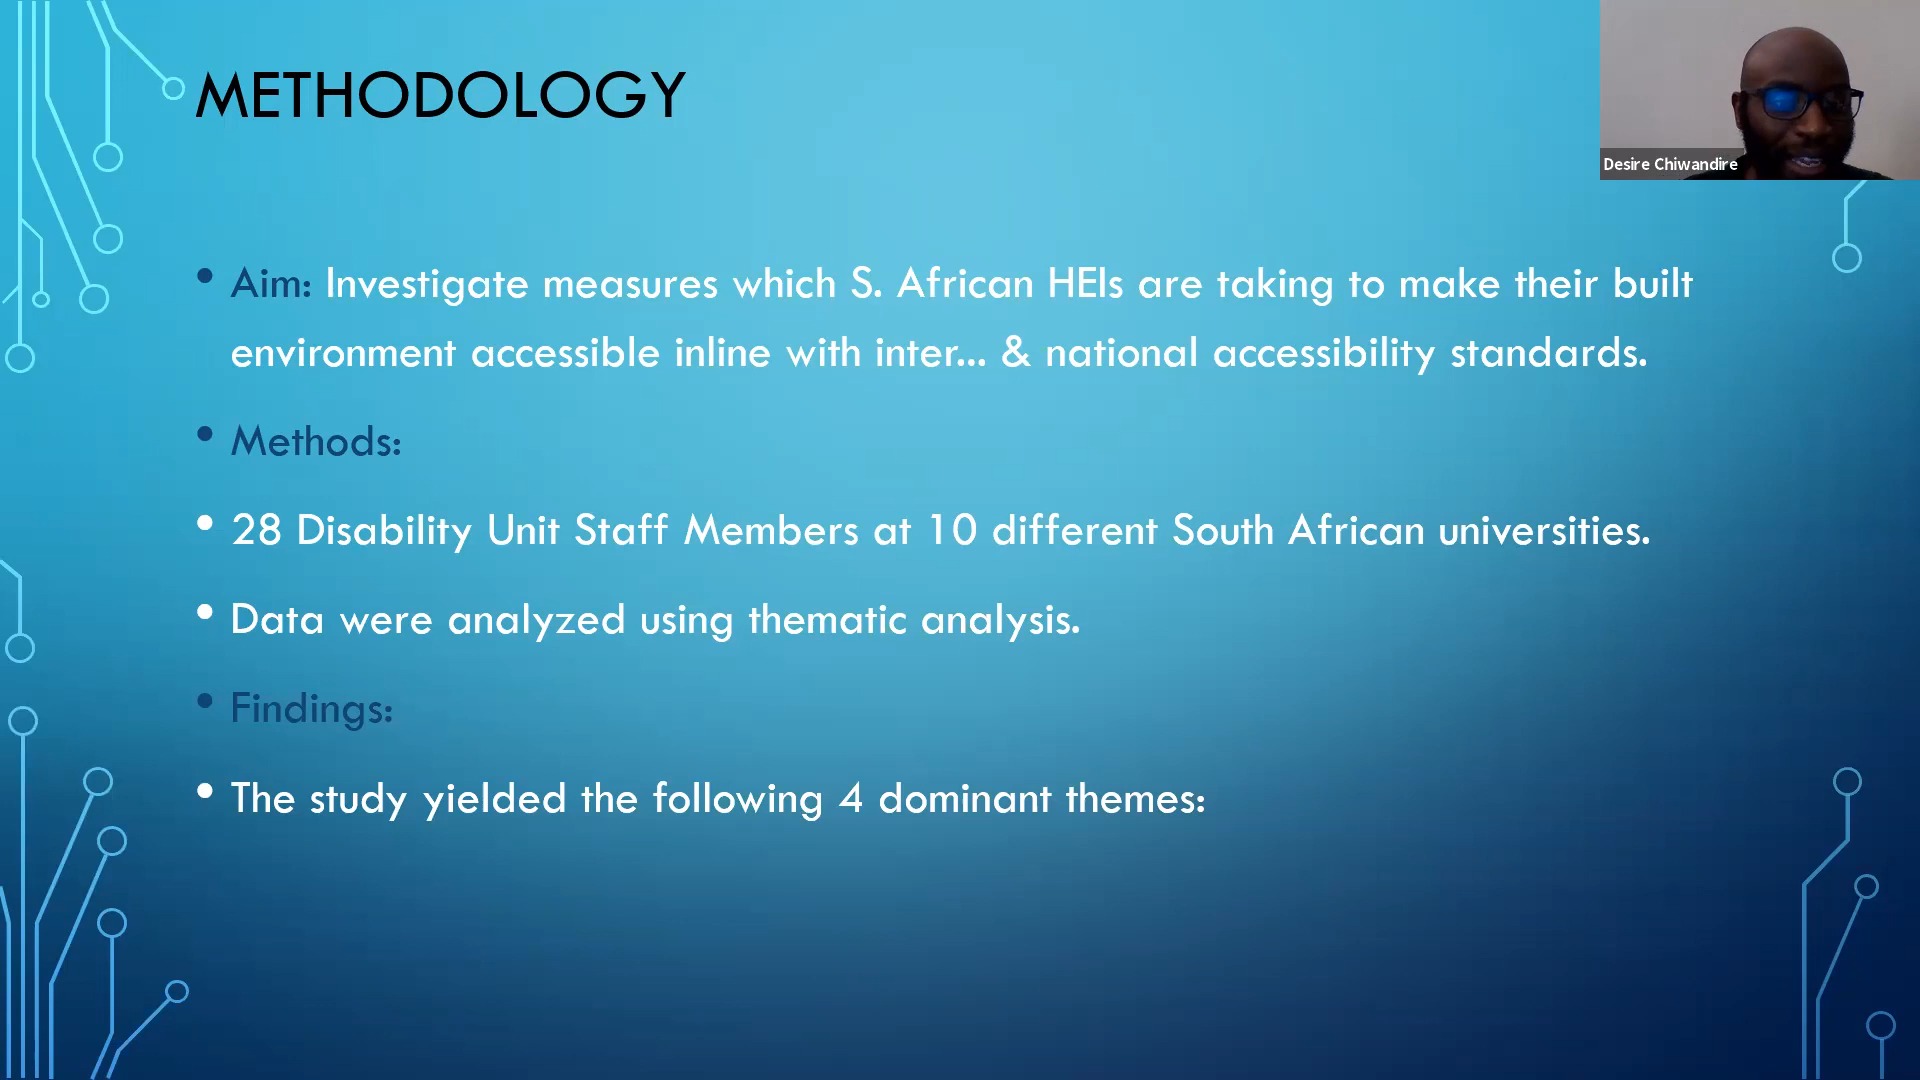 METHODOLOGY
Desire Chiwandire
• Aim: Investigate measures which S. African HEIs are taking to make their built
environment accessible inline with inter... & national accessibility standards.
• Methods:
• 28 Disability Unit Staff Members at 10 different South African universities.
• Data were analyzed using thematic analysis.
• Findings:
• The study yielded the following 4 dominant themes: